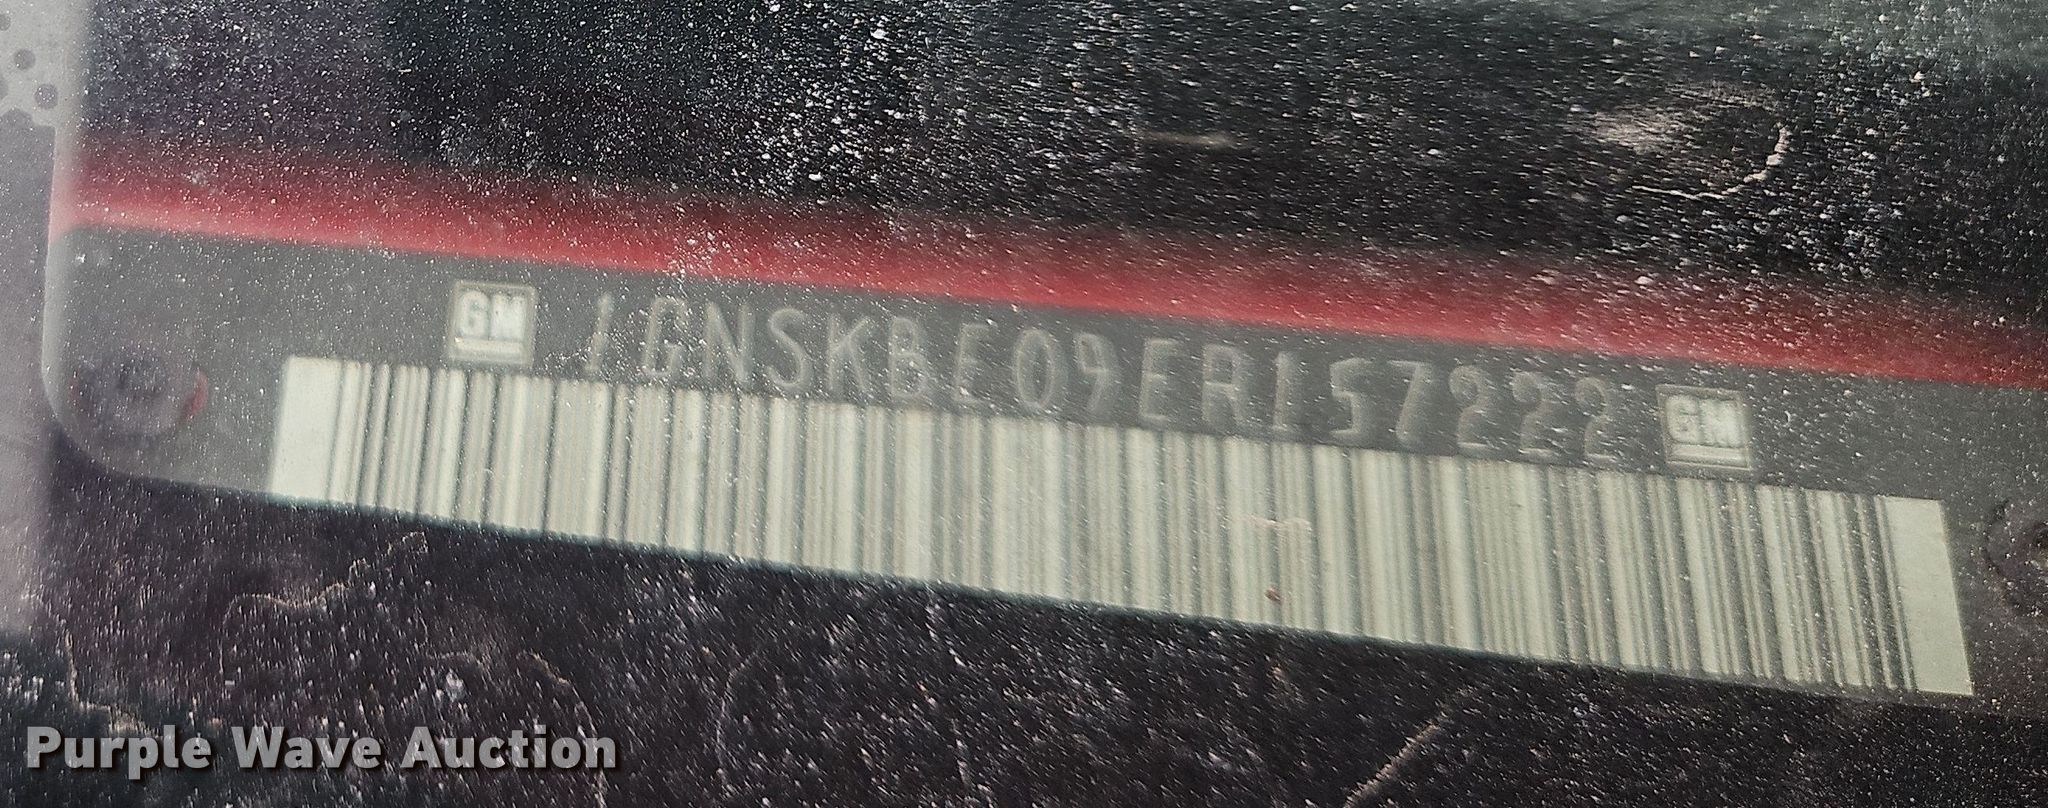 GM 1GNSKBE09ER157222 GM
Purple Wave Auction